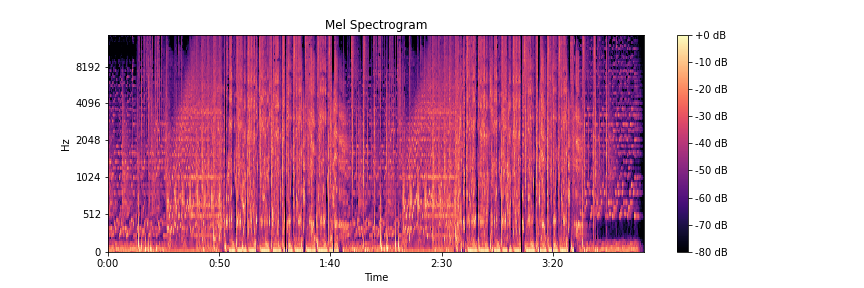 Mel Spectrogram
Hz
8192
4096
2048
1024
512
0
0:00
0:50
1:40
2:30
3:20
Time
+0 dB
-10 dB
-20 dB
-30 dB
-40 dB
-50 dB
-60 dB
-70 dB
-80 dB